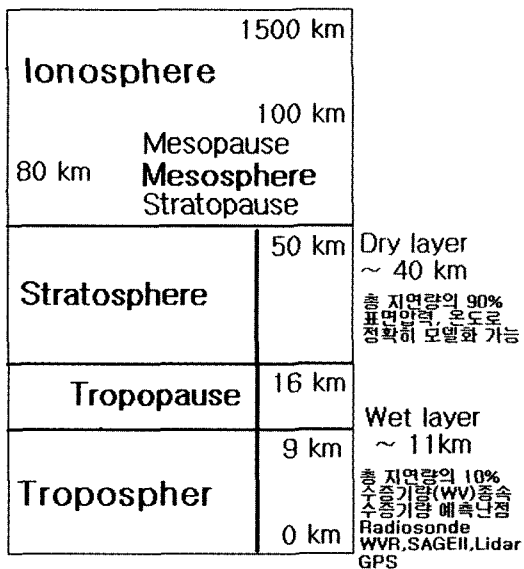 1500 km
Ionosphere
100 km
Mesopause
80 km Mesosphere
Stratopause
50 km
Stratosphere
Dry layer
~ 40 km
총 지연량의 90%
표면압력, 온도로
정확히 모델화 가능
16 km
Tropopause
9 km
Tropospher
0 km
Wet layer
~ 11km
총 지연량의 10%
수증기량(WV)종속
수증기량 예측난점
Radiosonde
WVR,SAGEII,Lidar
GPS